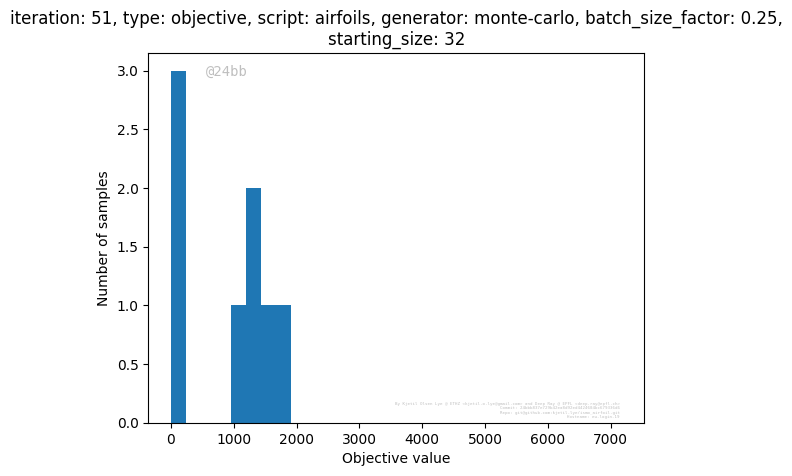 iteration: 51, type: objective, script: airfoils, generator: monte-carlo, batch_size_factor: 0.25,
starting_size: 32
@24bb
3.0
2.5
2.0
1.5
1.0
0.5
0.0
Number of samples
0 1000 2000 3000 4000 5000 6000 7000
Objective value